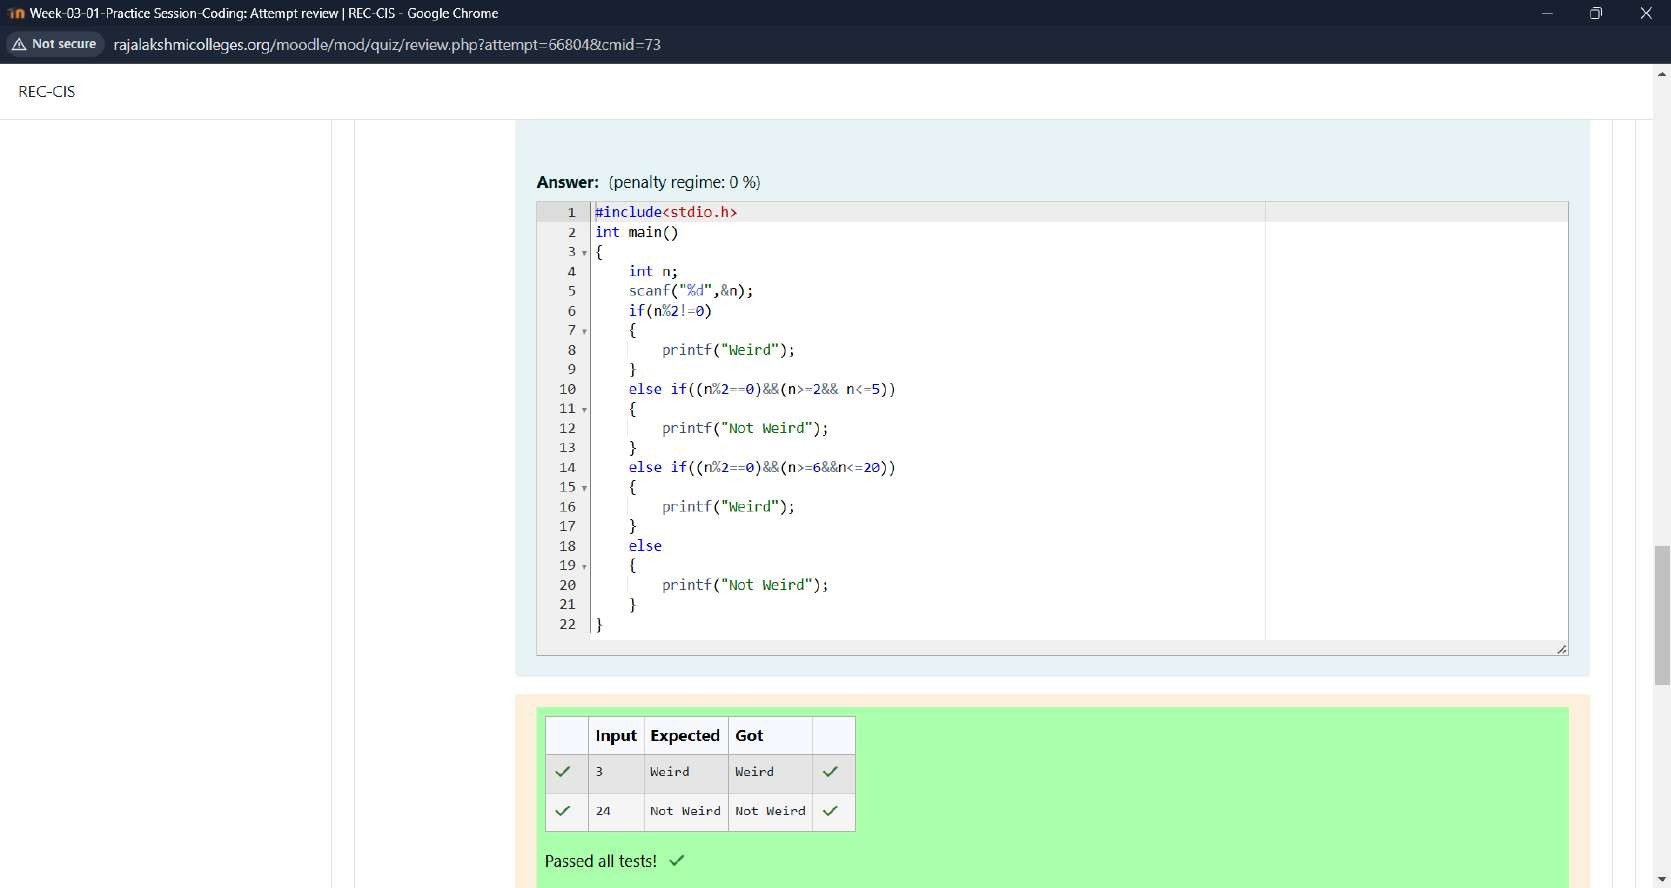 Week-03-01-Practice Session-Coding: Attempt review | REC-CIS - Google Chrome
Not secure rajalakshmicolleges.org/moodle/mod/quiz/review.php?attempt=66804&cmid=73
REC-CIS
Answer: (penalty regime: 0 %)
1 #include<stdio.h>
2 int main()
3 {
4 int n;
5 scanf("%d",&n);
6 if(n%2!=0)
7 {
8 printf("Weird");
9 }
10 else if((n%2==0)&&(n>=2&& n<=5))
11 {
12 printf("Not Weird");
13 }
14 else if((n%2==0)&&(n>=6&&n<=20))
15 {
16 printf("Weird");
17 }
18 else
19 {
20 printf("Not Weird");
21 }
22 }
Input Expected Got
3 Weird Weird
24 Not Weird Not Weird
Passed all tests!